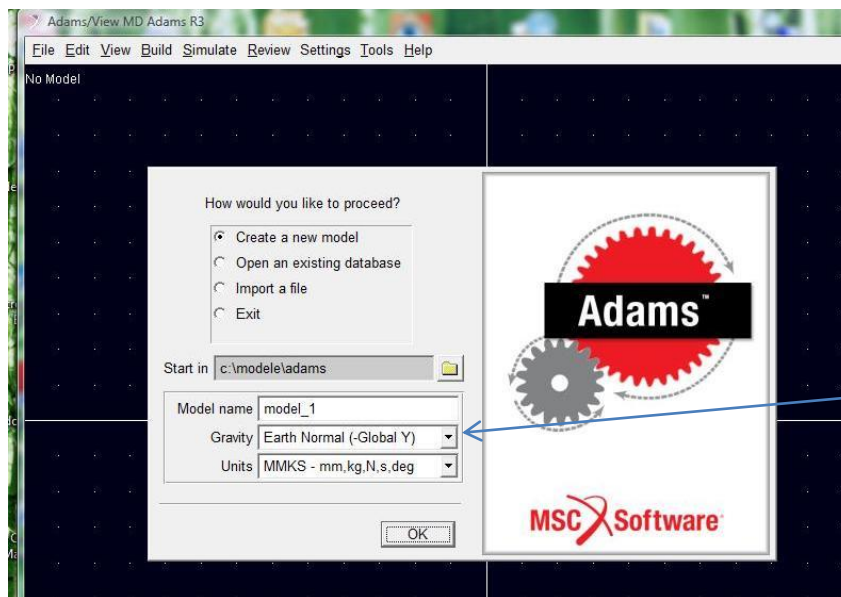 Adams/View MD Adams R3
File Edit View Build Simulate Review Settings Tools Help
No Model
How would you like to proceed?
Create a new model
Open an existing database
Import a file
Exit
Start in c:\modele\adams
Model name model_1
Gravity Earth Normal (-Global Y)
Units MMKS - mm,kg,N,s,deg
OK
Adams™
MSC Software